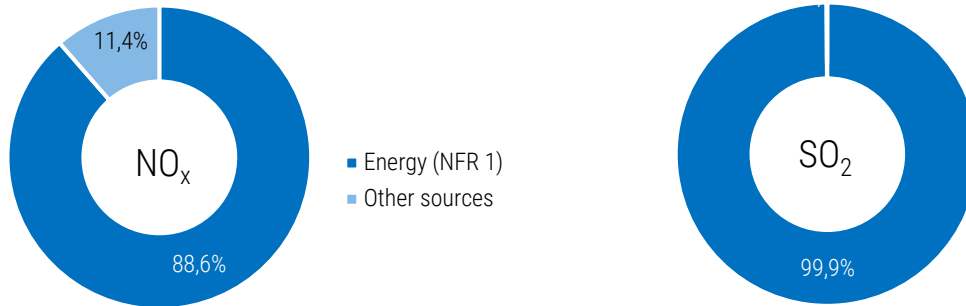 11,4%
NOx
88,6%
Energy (NFR 1)
Other sources
SO2
99,9%